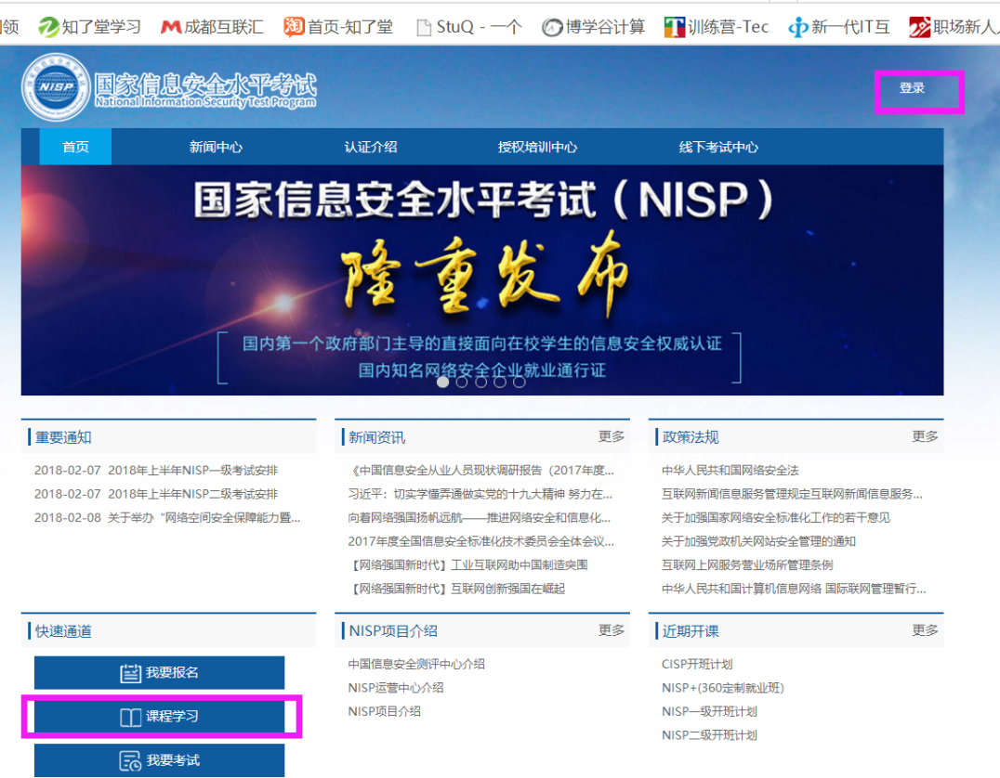 领 知了堂学习 成都互联汇 首页-知了堂 StuQ - 一个 博学谷计算 训练营-Tec 新一代IT互 职场新人
NISP 国家信息安全水平考试
National Information Security Test Program
登录
首页 新闻中心 认证介绍 授权培训中心 线下考试中心
国家信息安全水平考试（NISP）
隆重发布
国内第一个政府部门主导的直接面向在校学生的信息安全权威认证
国内知名网络安全企业就业通行证
重要通知
2018-02-07 2018年上半年NISP一级考试安排
2018-02-07 2018年上半年NISP二级考试安排
2018-02-08 关于举办“网络空间安全保障能力暨...
新闻资讯 更多
《中国信息安全从业人员现状调研报告（2017年度...
习近平：切实学懂弄通做实党的十九大精神 努力在...
向着网络强国扬帆远航——推进网络安全和信息化...
2017年度全国信息安全标准化技术委员会全体会议...
【网络强国新时代】工业互联网助中国制造突围
【网络强国新时代】互联网创新强国在崛起
政策法规 更多
中华人民共和国网络安全法
互联网新闻信息服务管理规定互联网新闻信息服务...
关于加强国家网络安全标准化工作的若干意见
关于加强党政机关网站安全管理的通知
互联网上网服务营业场所管理条例
中华人民共和国计算机信息网络 国际联网管理暂行...
快速通道
我要报名
课程学习
我要考试
NISP项目介绍 更多
中国信息安全测评中心介绍
NISP运营中心介绍
NISP项目介绍
近期开课 更多
CISP开班计划
NISP+(360定制就业班)
NISP一级开班计划
NISP二级开班计划